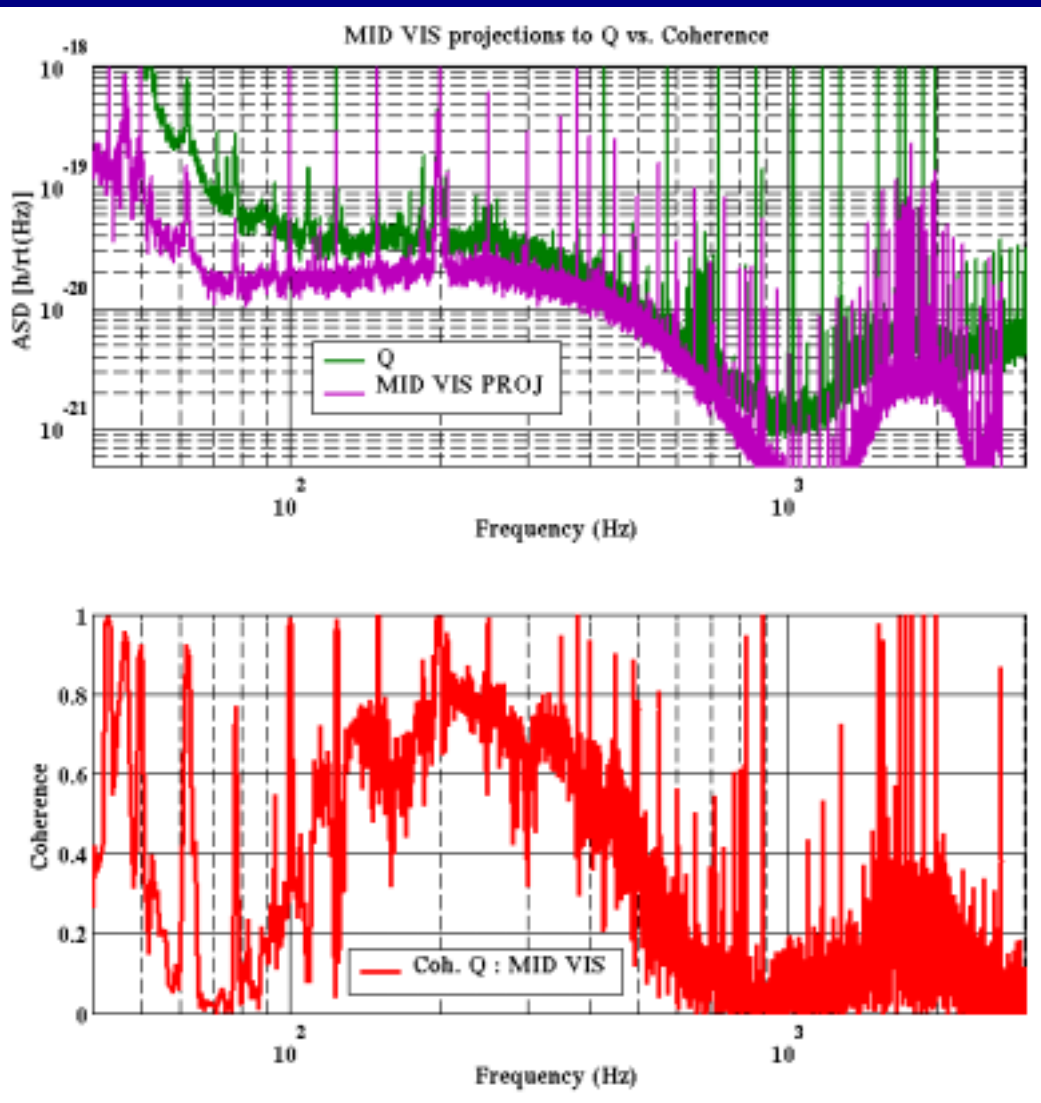 MID VIS projections to Q vs. Coherence
10 -18
10 -19
10 -20
10 -21
ASD [h/rt(Hz)]
Q
MID VIS PROJ
10 2
10 3
Frequency (Hz)
1
0.8
0.6
0.4
0.2
0
Coherence
Coh. Q : MID VIS
10 2
10 3
Frequency (Hz)